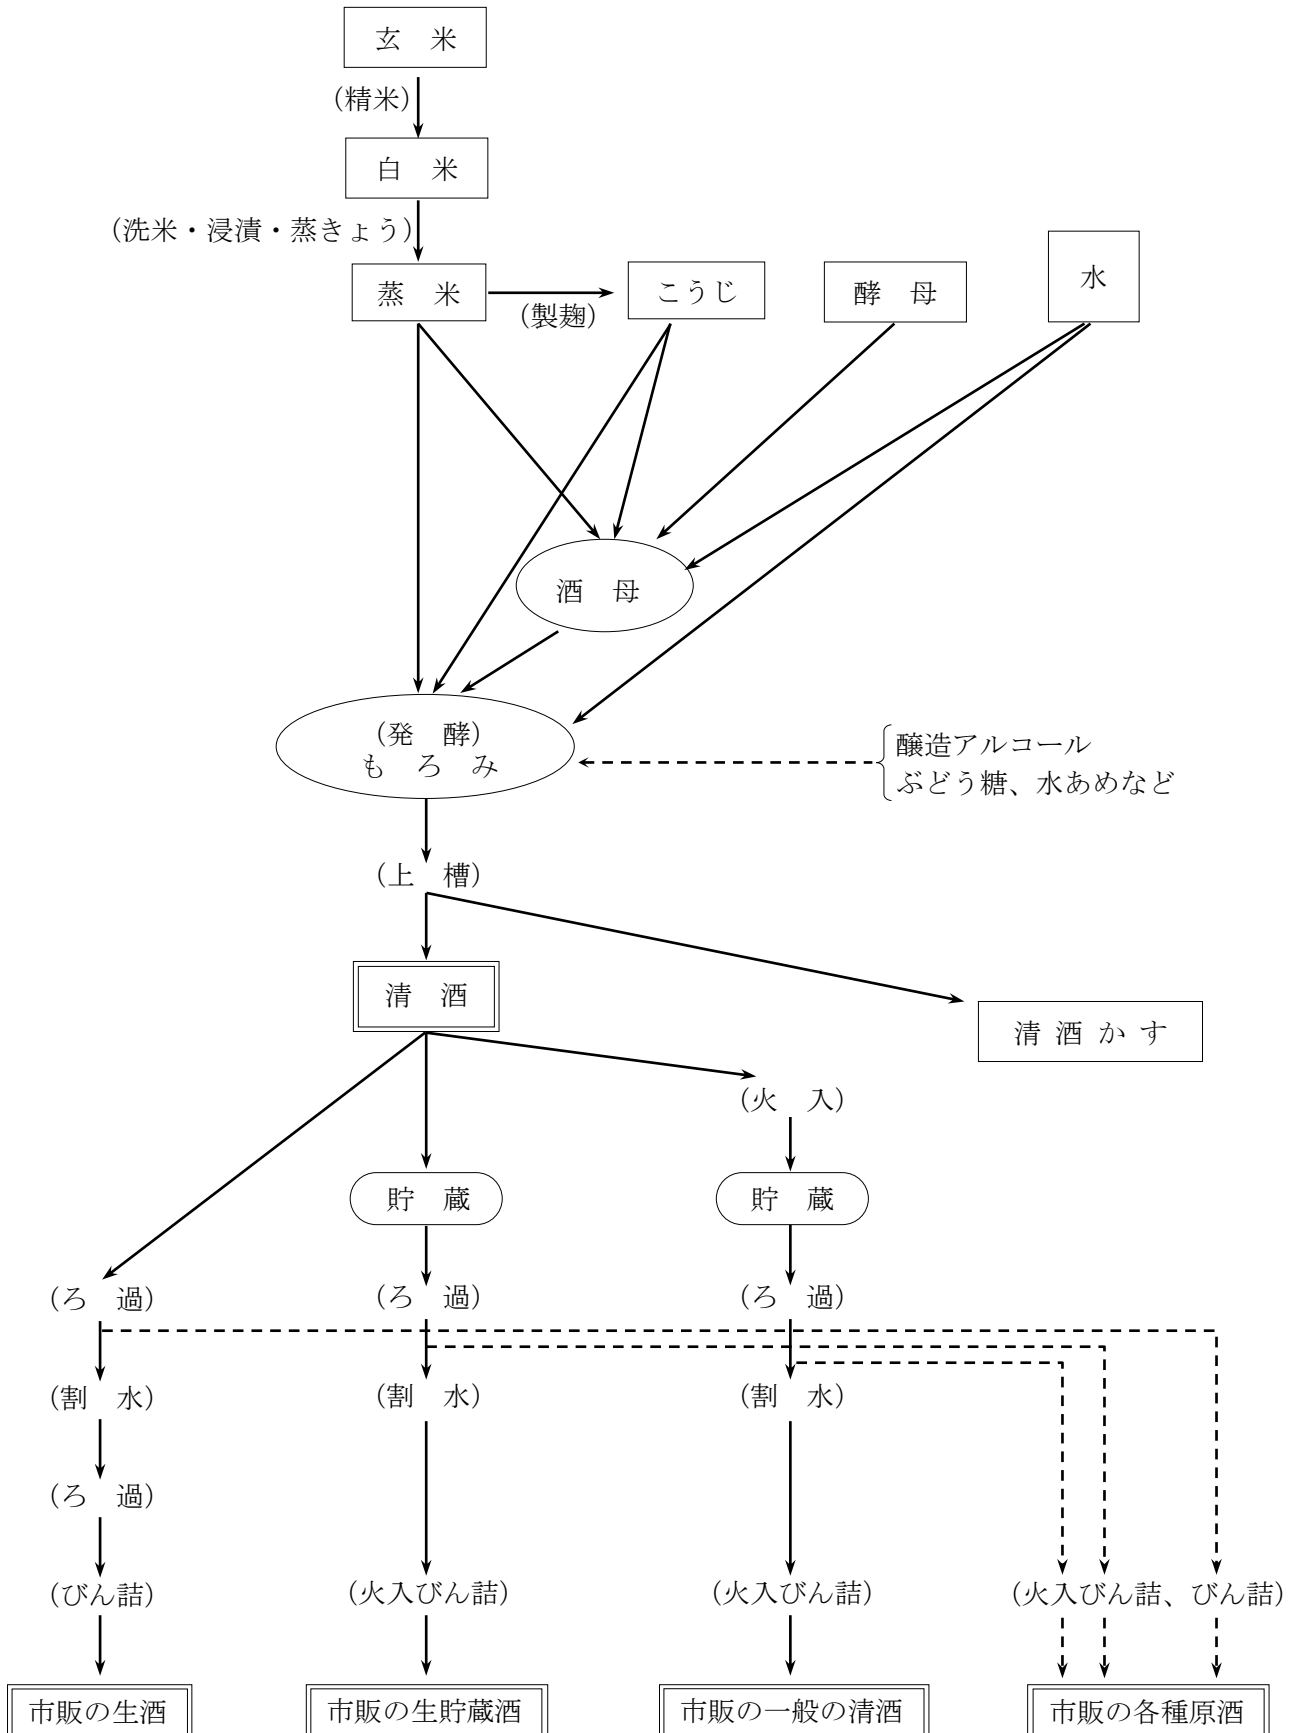 玄　米
(精米)
白　米
(洗米・浸漬・蒸きょう)
蒸　米
(製麹)
こうじ
酵　母
水
酒　母
(発　酵)
も　ろ　み
醸造アルコール
ぶどう糖、水あめなど
(上　槽)
清　酒
清 酒 か す
(火　入)
貯　蔵
貯　蔵
(ろ　過)
(ろ　過)
(ろ　過)
(割　水)
(割　水)
(割　水)
(ろ　過)
(びん詰)
(火入びん詰)
(火入びん詰)
(火入びん詰、びん詰)
市販の生酒
市販の生貯蔵酒
市販の一般の清酒
市販の各種原酒